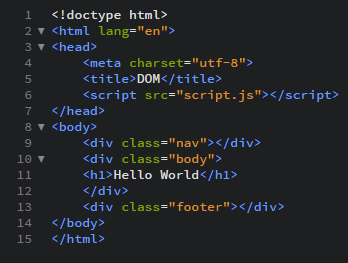 1 <!doctype html>
2 ▼ <html lang="en">
3 ▼ <head>
4 <meta charset="utf-8">
5 <title>DOM</title>
6 <script src="script.js"></script>
7 </head>
8 ▼ <body>
9 <div class="nav"></div>
10 ▼ <div class="body">
11 <h1>Hello World</h1>
12 </div>
13 <div class="footer"></div>
14 </body>
15 </html>